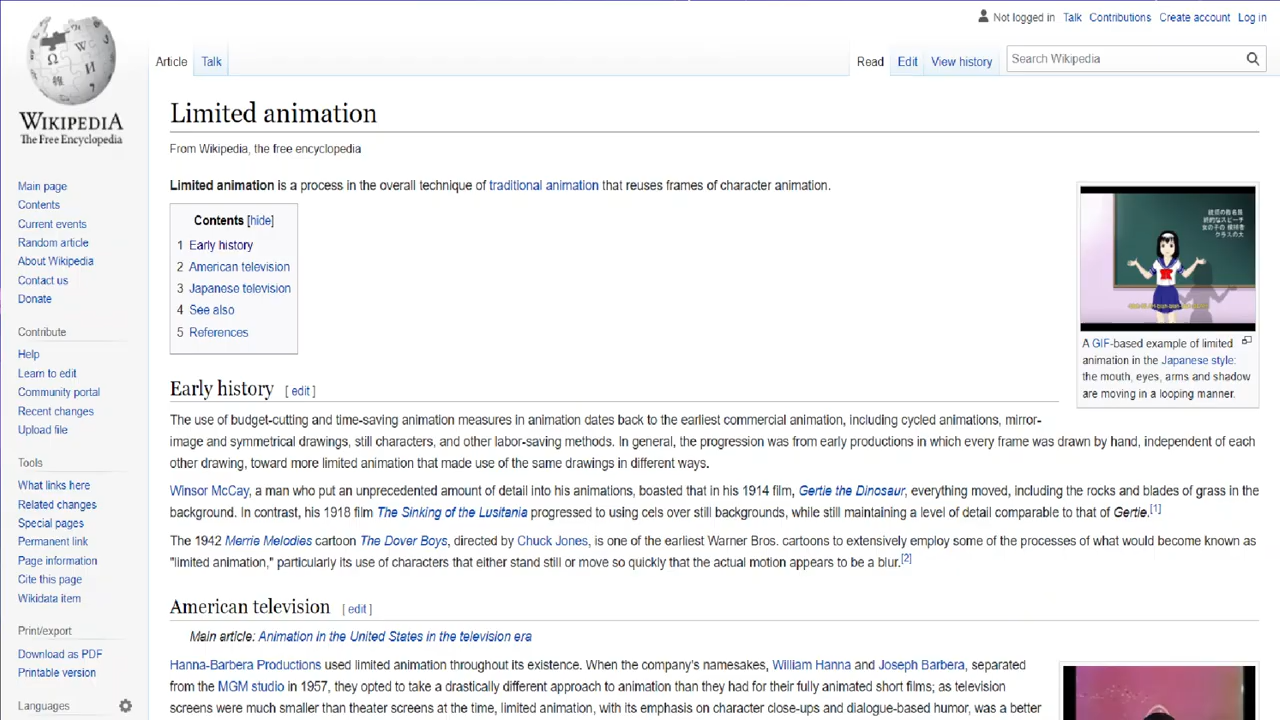 Not logged in Talk Contributions Create account Log in
Article Talk Read Edit View history Search Wikipedia
WIKIPEDIA
The Free Encyclopedia
Main page
Contents
Current events
Random article
About Wikipedia
Contact us
Donate
Contribute
Help
Learn to edit
Community portal
Recent changes
Upload file
Tools
What links here
Related changes
Special pages
Permanent link
Page information
Cite this page
Wikidata item
Print/export
Download as PDF
Printable version
Languages
Limited animation
From Wikipedia, the free encyclopedia
Limited animation is a process in the overall technique of traditional animation that reuses frames of character animation.
Contents [hide]
1 Early history
2 American television
3 Japanese television
4 See also
5 References
A GIF-based example of limited
animation in the Japanese style:
the mouth, eyes, arms and shadow
are moving in a looping manner.
Early history [ edit ]
The use of budget-cutting and time-saving animation measures in animation dates back to the earliest commercial animation, including cycled animations, mirror-
image and symmetrical drawings, still characters, and other labor-saving methods. In general, the progression was from early productions in which every frame was drawn by hand, independent of each
other drawing, toward more limited animation that made use of the same drawings in different ways.
Winsor McCay, a man who put an unprecedented amount of detail into his animations, boasted that in his 1914 film, Gertie the Dinosaur, everything moved, including the rocks and blades of grass in the
background. In contrast, his 1918 film The Sinking of the Lusitania progressed to using cels over still backgrounds, while still maintaining a level of detail comparable to that of Gertie.[1]
The 1942 Merrie Melodies cartoon The Dover Boys, directed by Chuck Jones, is one of the earliest Warner Bros. cartoons to extensively employ some of the processes of what would become known as
"limited animation," particularly its use of characters that either stand still or move so quickly that the actual motion appears to be a blur.[2]
American television [ edit ]
Main article: Animation in the United States in the television era
Hanna-Barbera Productions used limited animation throughout its existence. When the company's namesakes, William Hanna and Joseph Barbera, separated
from the MGM studio in 1957, they opted to take a drastically different approach to animation than they had for their fully animated short films; as television
screens were much smaller than theater screens at the time, limited animation, with its emphasis on character close-ups and dialogue-based humor, was a better